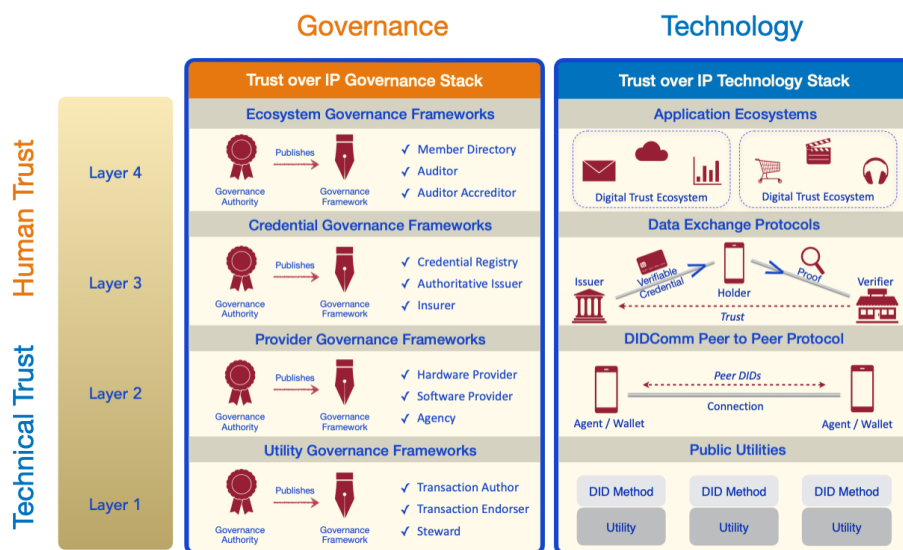 Governance
Technology
Human Trust
Technical Trust
Layer 4
Layer 3
Layer 2
Layer 1
Trust over IP Governance Stack
Ecosystem Governance Frameworks
Publishes
Governance
Authority
Governance
Framework
✓ Member Directory
✓ Auditor
✓ Auditor Accreditor
Credential Governance Frameworks
Publishes
Governance
Authority
Governance
Framework
✓ Credential Registry
✓ Authoritative Issuer
✓ Insurer
Provider Governance Frameworks
Publishes
Governance
Authority
Governance
Framework
✓ Hardware Provider
✓ Software Provider
✓ Agency
Utility Governance Frameworks
Publishes
Governance
Authority
Governance
Framework
✓ Transaction Author
✓ Transaction Endorser
✓ Steward
Trust over IP Technology Stack
Application Ecosystems
Digital Trust Ecosystem
Digital Trust Ecosystem
Data Exchange Protocols
Issuer
Verifiable
Credential
Holder
Proof
Verifier
Trust
DIDComm Peer to Peer Protocol
Peer DIDs
Connection
Agent / Wallet
Agent / Wallet
Public Utilities
DID Method
DID Method
DID Method
Utility
Utility
Utility